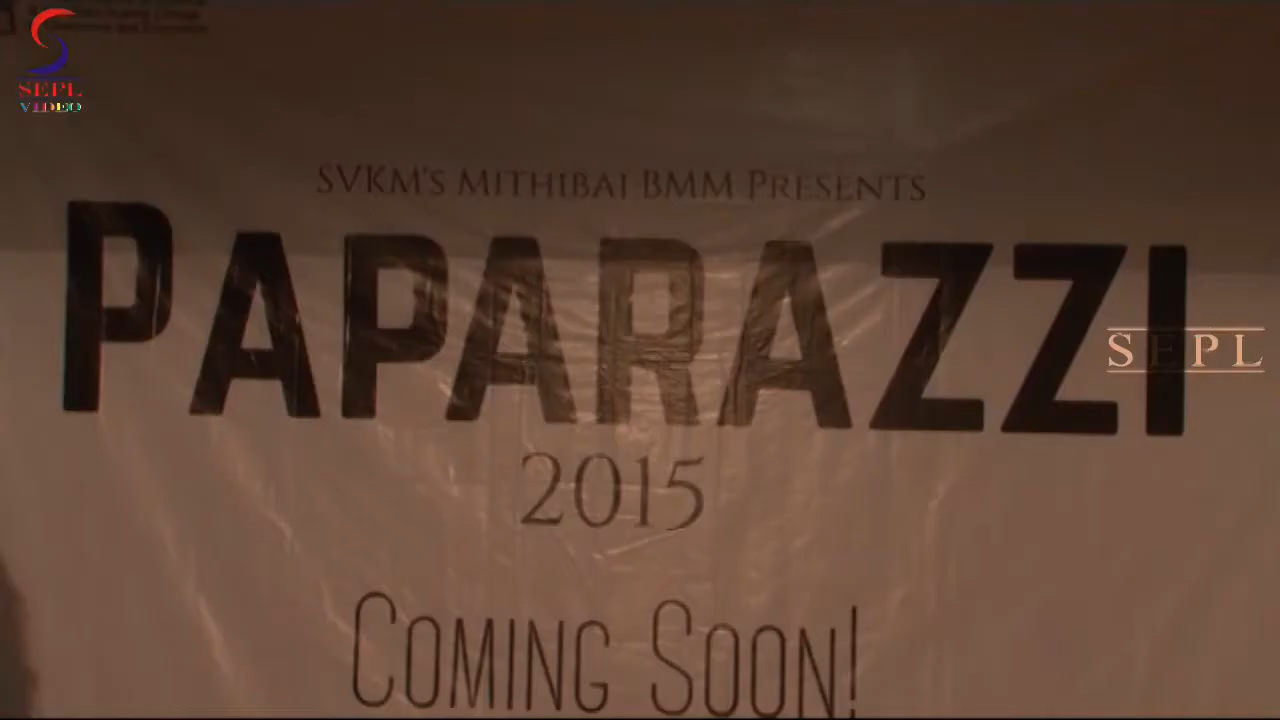 SEPL
VIDEO
SVKM'S MITHIBAI BMM PRESENTS
PAPARAZZI
SEPL
2015
COMING SOON!